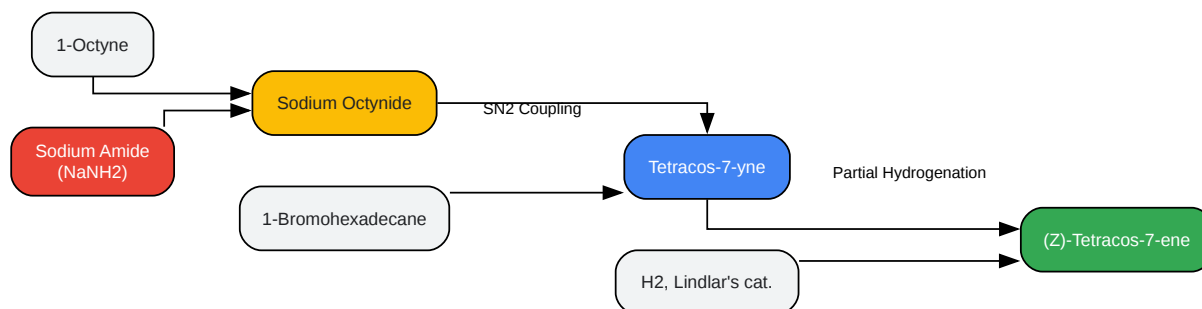 1-Octyne
Sodium Amide
(NaNH2)
Sodium Octynide
SN2 Coupling
1-Bromohexadecane
Tetracos-7-yne
Partial Hydrogenation
H2, Lindlar's cat.
(Z)-Tetracos-7-ene